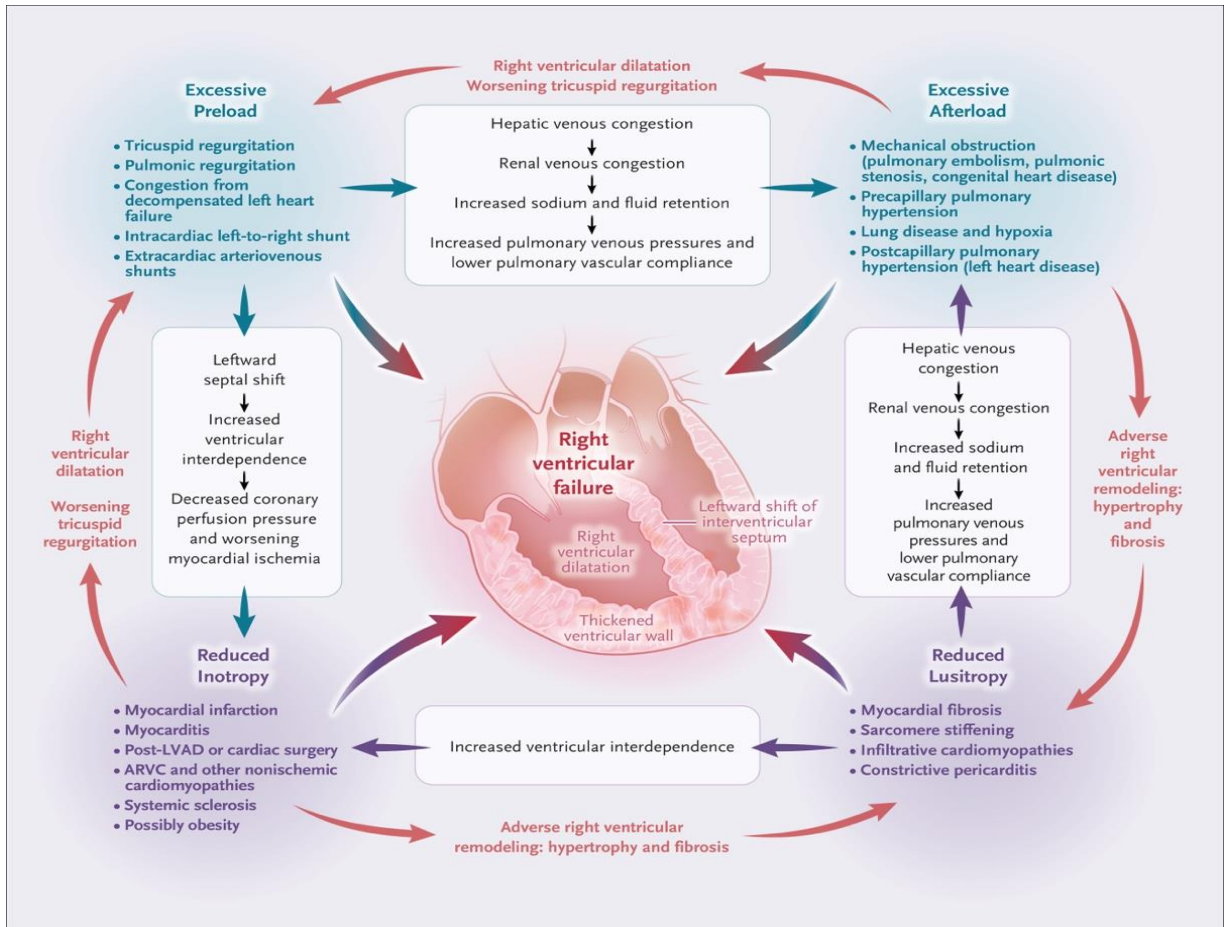 Right ventricular dilatation
Worsening tricuspid regurgitation
Excessive
Preload
• Tricuspid regurgitation
• Pulmonic regurgitation
• Congestion from
decompensated left heart
failure
• Intracardiac left-to-right shunt
• Extracardiac arteriovenous
shunts
Hepatic venous congestion
Renal venous congestion
Increased sodium and fluid retention
Increased pulmonary venous pressures and
lower pulmonary vascular compliance
Excessive
Afterload
• Mechanical obstruction
(pulmonary embolism, pulmonic
stenosis, congenital heart disease)
• Precapillary pulmonary
hypertension
• Lung disease and hypoxia
• Postcapillary pulmonary
hypertension (left heart disease)
Right
ventricular
dilatation
Worsening
tricuspid
regurgitation
Leftward
septal shift
Increased
ventricular
interdependence
Decreased coronary
perfusion pressure
and worsening
myocardial ischemia
Right
ventricular
failure
Leftward shift of
interventricular
septum
Right
ventricular
dilatation
Thickened
ventricular wall
Hepatic venous
congestion
Renal venous congestion
Increased sodium
and fluid retention
Increased
pulmonary venous
pressures and
lower pulmonary
vascular compliance
Adverse
right
ventricular
remodeling:
hypertrophy
and
fibrosis
Reduced
Inotropy
• Myocardial infarction
• Myocarditis
• Post-LVAD or cardiac surgery
• ARVC and other nonischemic
cardiomyopathies
• Systemic sclerosis
• Possibly obesity
Increased ventricular interdependence
Reduced
Lusitropy
• Myocardial fibrosis
• Sarcomere stiffening
• Infiltrative cardiomyopathies
• Constrictive pericarditis
Adverse right ventricular
remodeling: hypertrophy and fibrosis